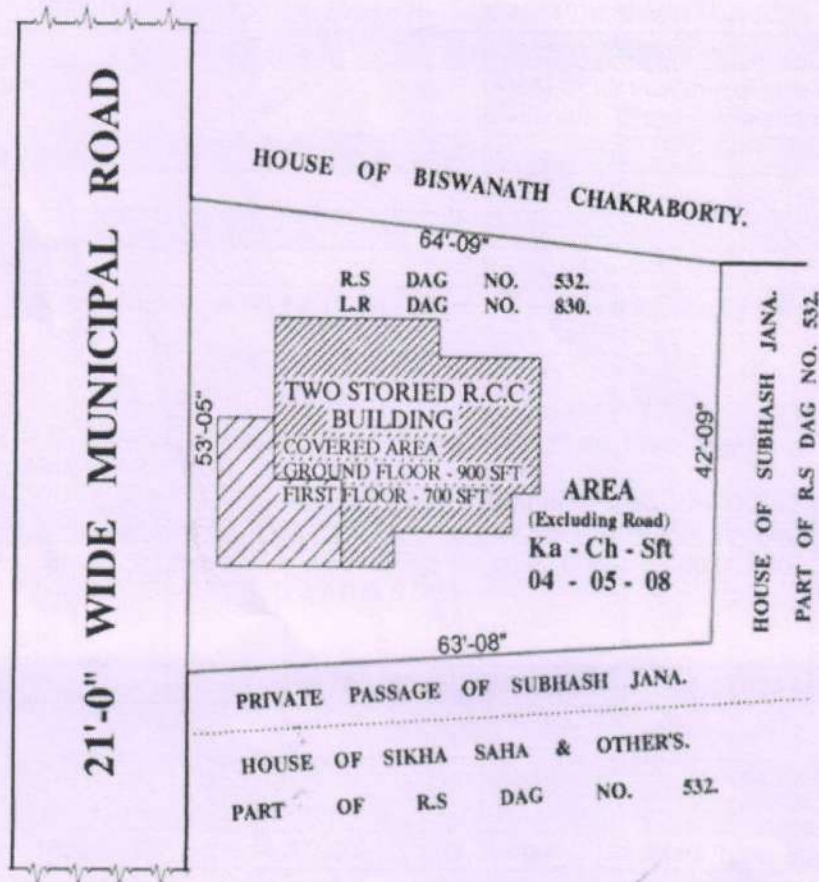 21'-0" WIDE MUNICIPAL ROAD
HOUSE OF BISWANATH CHAKRABORTY.
64'-09"
R.S DAG NO. 532.
L.R DAG NO. 830.
53'-05"
TWO STORIED R.C.C
BUILDING
COVERED AREA
GROUND FLOOR - 900 SFT
FIRST FLOOR - 700 SFT
AREA
(Excluding Road)
Ka - Ch - Sft
04 - 05 - 08
42'-09"
HOUSE OF SUBHASH JANA.
PART OF R.S DAG NO. 532.
63'-08"
PRIVATE PASSAGE OF SUBHASH JANA.
HOUSE OF SIKHA SAHA & OTHER'S.
PART OF R.S DAG NO. 532.